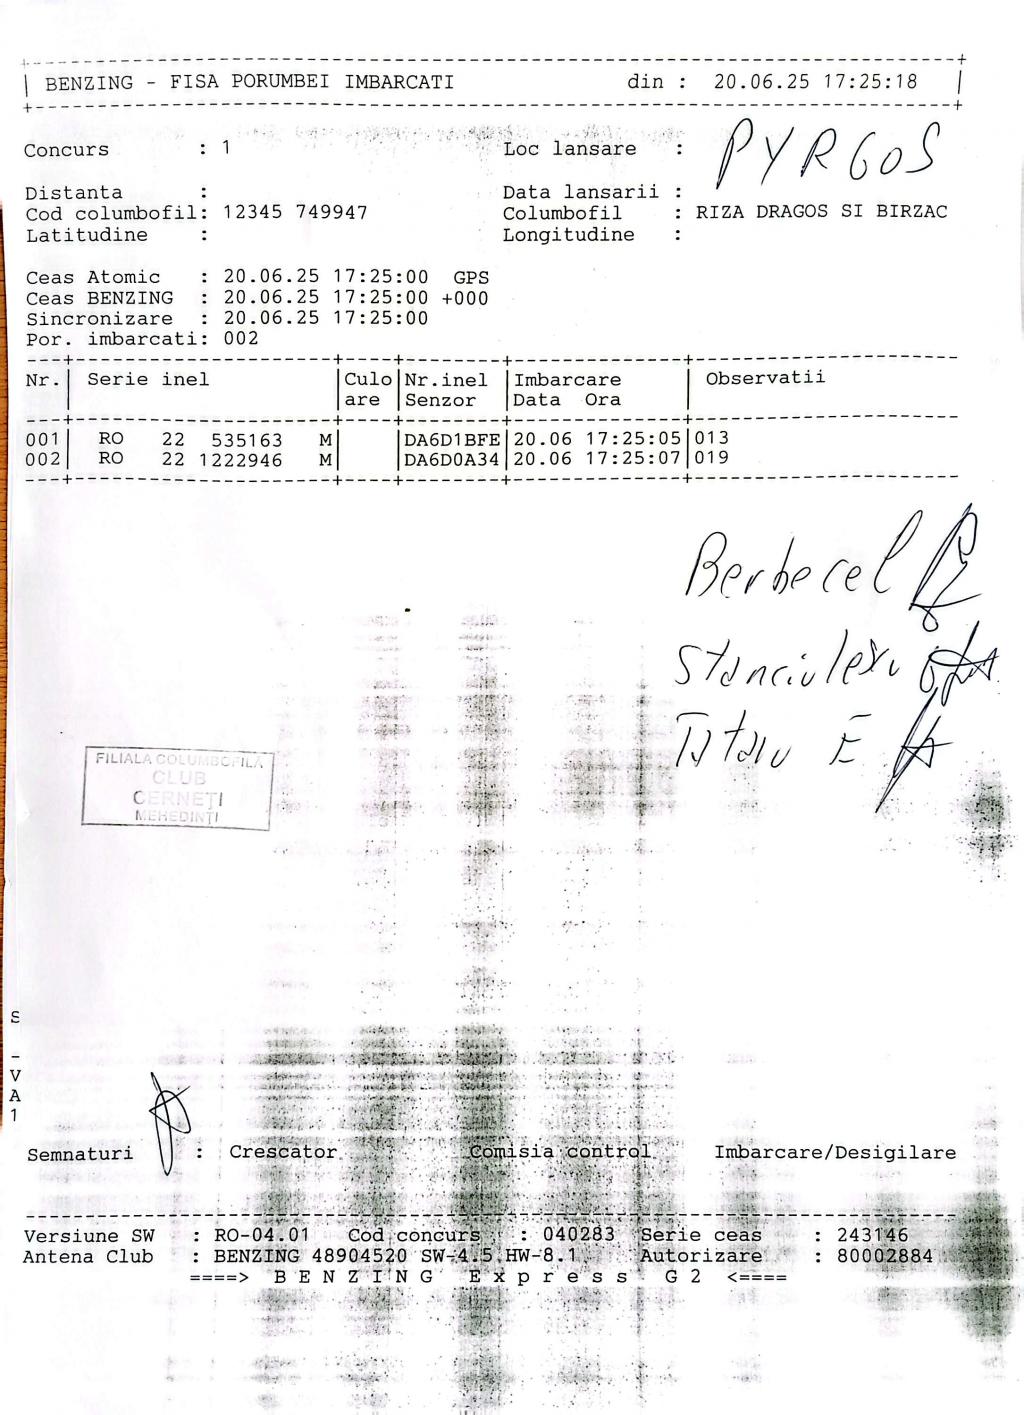 BENZING - FISA PORUMBEI IMBARCATI din : 20.06.25 17:25:18
Concurs : 1 Loc lansare : PYRGOS
Distanta : Data lansarii :
Cod columbofil: 12345 749947 Columbofil : RIZA DRAGOS SI BIRZAC
Latitudine : Longitudine :
Ceas Atomic : 20.06.25 17:25:00 GPS
Ceas BENZING : 20.06.25 17:25:00 +000
Sincronizare : 20.06.25 17:25:00
Por. imbarcati: 002
Nr. Serie inel Culo Nr.inel Imbarcare Observatii
are Senzor Data Ora
001 RO 22 535163 M DA6D1BFE 20.06 17:25:05 013
002 RO 22 1222946 M DA6D0A34 20.06 17:25:07 019
Berbecel
Stanciulexu
Tataru E
FILIALA COLUMBOFILA
CLUB
CERNEȚI
MEHEDINȚI
S
-
V
A
1
Semnaturi : Crescator Comisia control Imbarcare/Desigilare
Versiune SW : RO-04.01 Cod concurs : 040283 Serie ceas : 243146
Antena Club : BENZING 48904520 SW-4.5 HW-8.1 Autorizare : 80002884
====> B E N Z I N G E x p r e s s G 2 <====